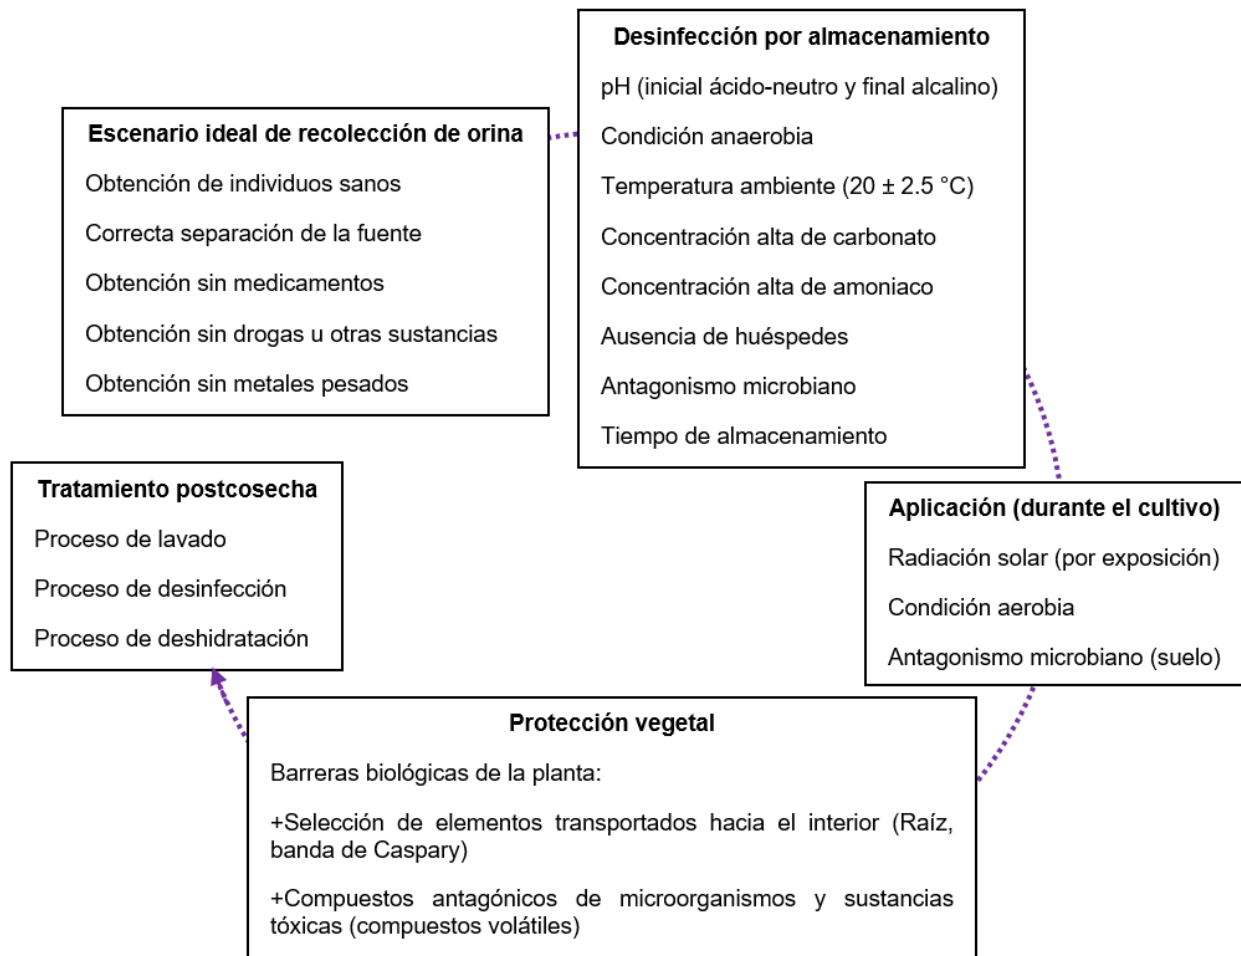 Escenario ideal de recolección de orina
Obtención de individuos sanos
Correcta separación de la fuente
Obtención sin medicamentos
Obtención sin drogas u otras sustancias
Obtención sin metales pesados
Desinfección por almacenamiento
pH (inicial ácido-neutro y final alcalino)
Condición anaerobia
Temperatura ambiente (20 ± 2.5 °C)
Concentración alta de carbonato
Concentración alta de amoniaco
Ausencia de huéspedes
Antagonismo microbiano
Tiempo de almacenamiento
Aplicación (durante el cultivo)
Radiación solar (por exposición)
Condición aerobia
Antagonismo microbiano (suelo)
Protección vegetal
Barreras biológicas de la planta:
+Selección de elementos transportados hacia el interior (Raíz,
banda de Caspary)
+Compuestos antagónicos de microorganismos y sustancias
tóxicas (compuestos volátiles)
Tratamiento postcosecha
Proceso de lavado
Proceso de desinfección
Proceso de deshidratación